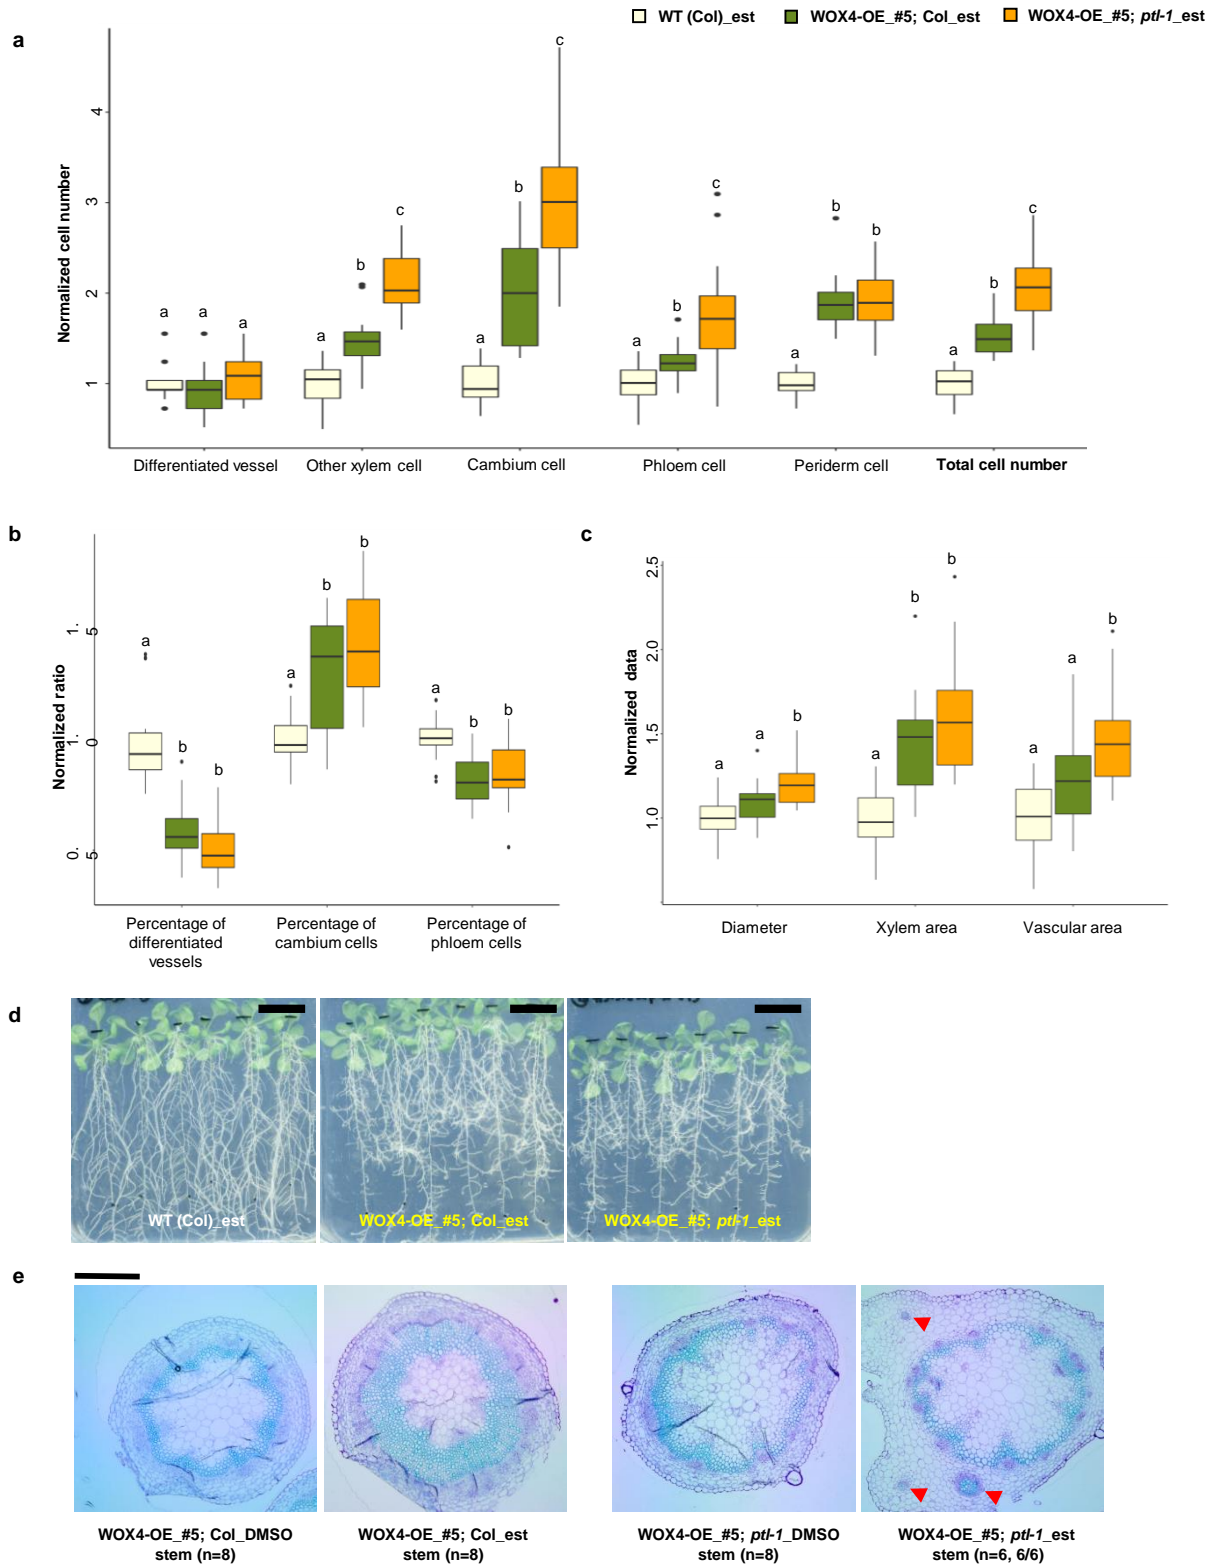 WT (Col)_est WOX4-OE_#5; Col_est WOX4-OE_#5; ptl-1_est
a
Normalized cell number
4
3
2
1
a a a
a b c
a b c
a b c
a b b
a b c
Differentiated vessel Other xylem cell Cambium cell Phloem cell Periderm cell Total cell number
b
Normalized ratio
1.
5
1.
0
0.
5
a b b
a b b
a b b
Percentage of
differentiated
vessels
Percentage of
cambium cells
Percentage of
phloem cells
c
Normalized data
2.5
2.0
1.5
1.0
a a b
a b b
a a b
Diameter Xylem area Vascular area
d
WT (Col)_est WOX4-OE_#5; Col_est WOX4-OE_#5; ptl-1_est
e
WOX4-OE_#5; Col_DMSO
stem (n=8)
WOX4-OE_#5; Col_est
stem (n=8)
WOX4-OE_#5; ptl-1_DMSO
stem (n=8)
WOX4-OE_#5; ptl-1_est
stem (n=6, 6/6)